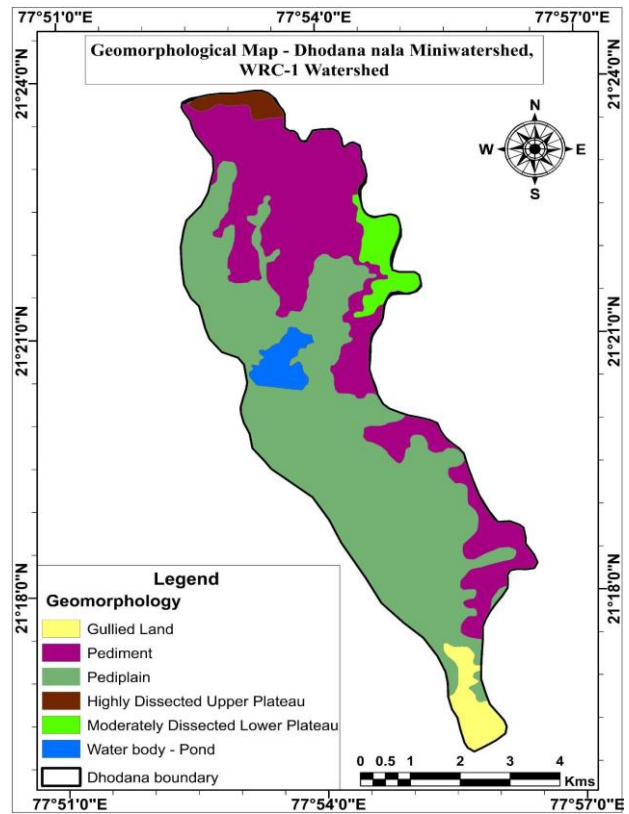 77°51'0"E 77°54'0"E 77°57'0"E
Geomorphological Map - Dhodana nala Miniwatershed,
WRC-1 Watershed
21°24'0"N 21°24'0"N
N
W E
S
21°21'0"N 21°21'0"N
21°18'0"N 21°18'0"N
Legend
Geomorphology
Gullied Land
Pediment
Pediplain
Highly Dissected Upper Plateau
Moderately Dissected Lower Plateau
Water body - Pond
Dhodana boundary
0 0.5 1 2 3 4
Kms
77°51'0"E 77°54'0"E 77°57'0"E